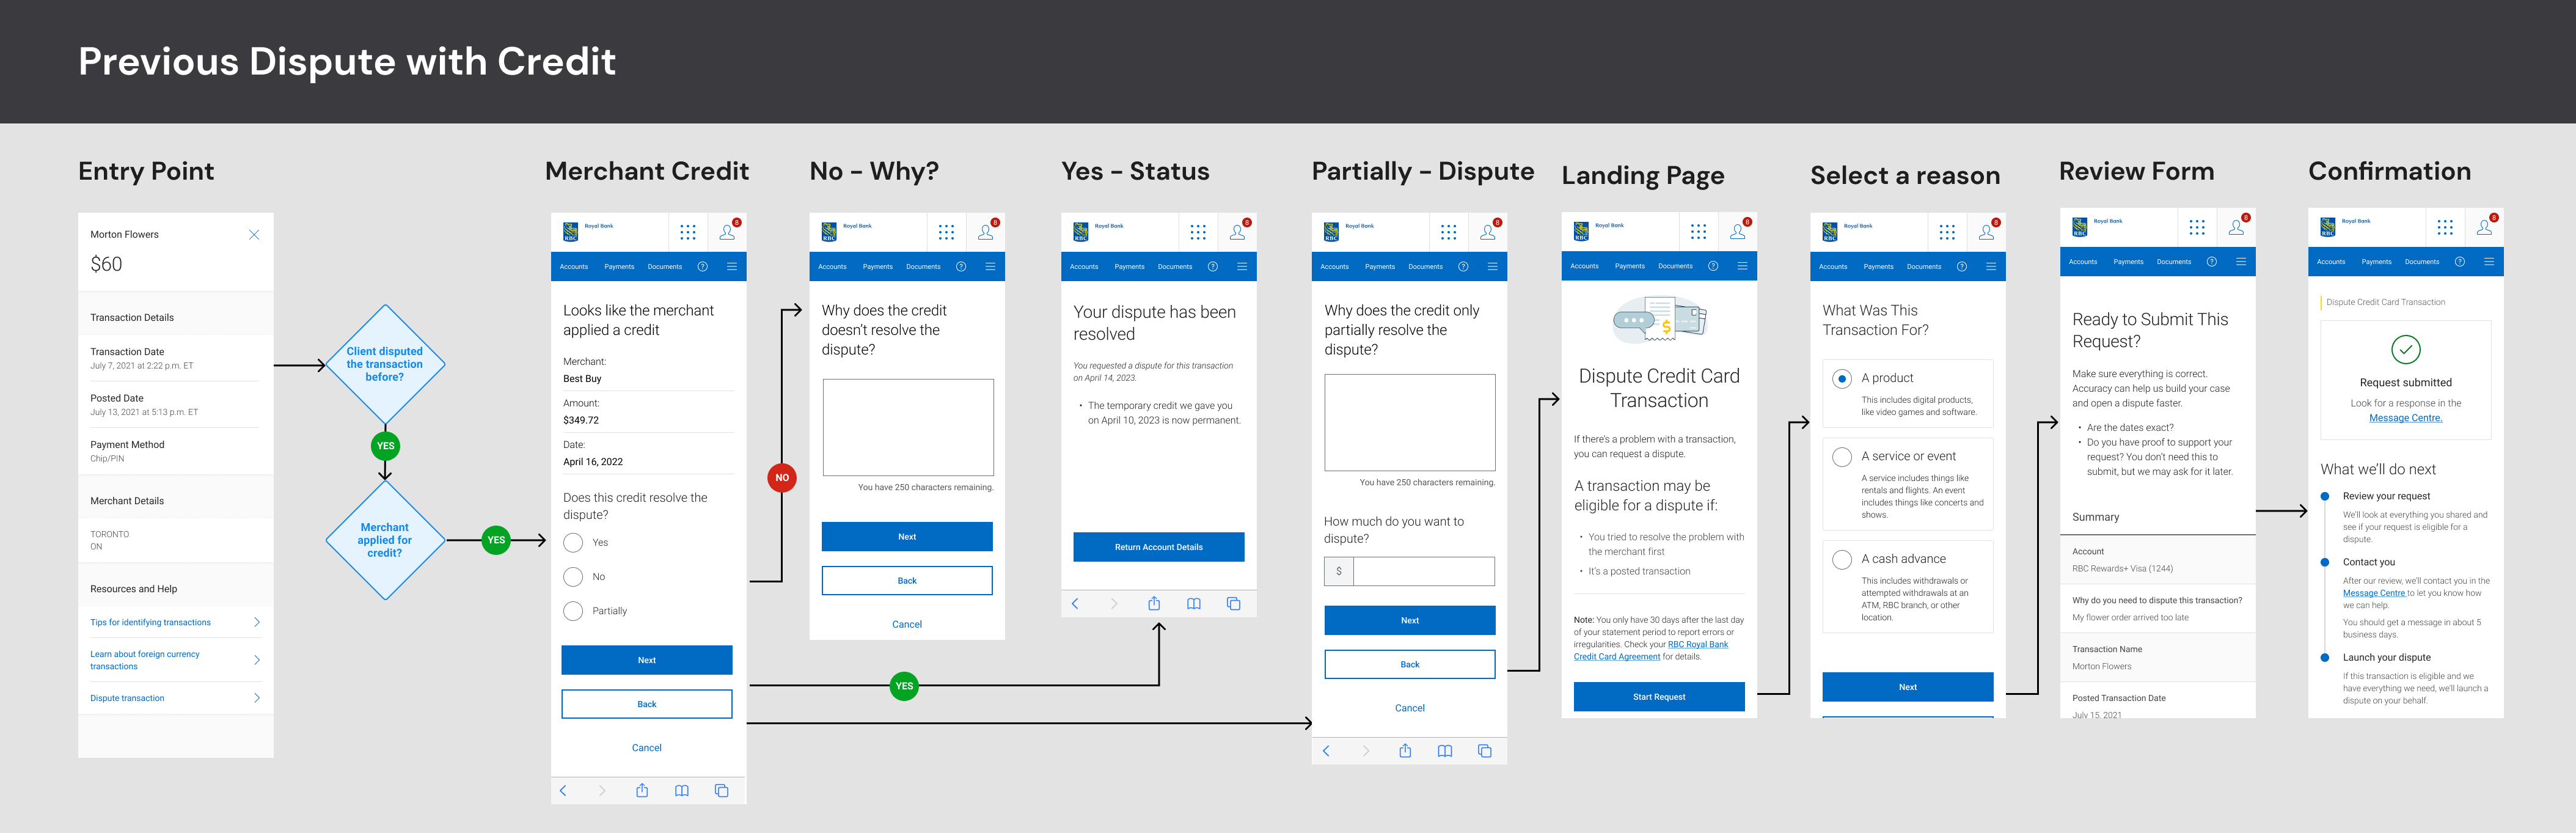 Previous Dispute with Credit
Entry Point
Morton Flowers
$60
Transaction Details
Transaction Date
July 7, 2021 at 2:22 p.m. ET
Posted Date
July 13, 2021 at 5:13 p.m. ET
Payment Method
Chip/PIN
Merchant Details
TORONTO
ON
Resources and Help
Tips for identifying transactions
Learn about foreign currency
transactions
Dispute transaction
Client disputed
the transaction
before?
YES
Merchant
applied for
credit?
YES
Merchant Credit
RBC
Royal Bank
8
Accounts
Payments
Documents
Looks like the merchant
applied a credit
Merchant:
Best Buy
Amount:
$349.72
Date:
April 16, 2022
Does this credit resolve the
dispute?
Yes
No
Partially
Next
Back
Cancel
NO
YES
No - Why?
RBC
Royal Bank
8
Accounts
Payments
Documents
Why does the credit
doesn't resolve the
dispute?
You have 250 characters remaining.
Next
Back
Cancel
Yes - Status
RBC
Royal Bank
8
Accounts
Payments
Documents
Your dispute has been
resolved
You requested a dispute for this transaction
on April 14, 2023.
• The temporary credit we gave you
on April 10, 2023 is now permanent.
Return Account Details
Partially - Dispute
RBC
Royal Bank
8
Accounts
Payments
Documents
Why does the credit only
partially resolve the
dispute?
You have 250 characters remaining.
How much do you want to
dispute?
$
Next
Back
Cancel
Landing Page
RBC
Royal Bank
8
Accounts
Payments
Documents
$
Dispute Credit Card
Transaction
If there's a problem with a transaction,
you can request a dispute.
A transaction may be
eligible for a dispute if:
• You tried to resolve the problem with
the merchant first
• It's a posted transaction
Note: You only have 30 days after the last day
of your statement period to report errors or
irregularities. Check your RBC Royal Bank
Credit Card Agreement for details.
Start Request
Select a reason
RBC
Royal Bank
8
Accounts
Payments
Documents
What Was This
Transaction For?
A product
This includes digital products,
like video games and software.
A service or event
A service includes things like
rentals and flights. An event
includes things like concerts and
shows.
A cash advance
This includes withdrawals or
attempted withdrawals at an
ATM, RBC branch, or other
location.
Next
Review Form
RBC
Royal Bank
8
Accounts
Payments
Documents
Ready to Submit This
Request?
Make sure everything is correct.
Accuracy can help us build your case
and open a dispute faster.
• Are the dates exact?
• Do you have proof to support your
request? You don't need this to
submit, but we may ask for it later.
Summary
Account
RBC Rewards+ Visa (1244)
Why do you need to dispute this transaction?
My flower order arrived too late
Transaction Name
Morton Flowers
Posted Transaction Date
July 15, 2021
Confirmation
RBC
Royal Bank
8
Accounts
Payments
Documents
Dispute Credit Card Transaction
Request submitted
Look for a response in the
Message Centre.
What we'll do next
Review your request
We'll look at everything you shared and
see if your request is eligible for a
dispute.
Contact you
After our review, we'll contact you in the
Message Centre to let you know how
we can help.
You should get a message in about 5
business days.
Launch your dispute
If this transaction is eligible and we
have everything we need, we'll launch a
dispute on your behalf.